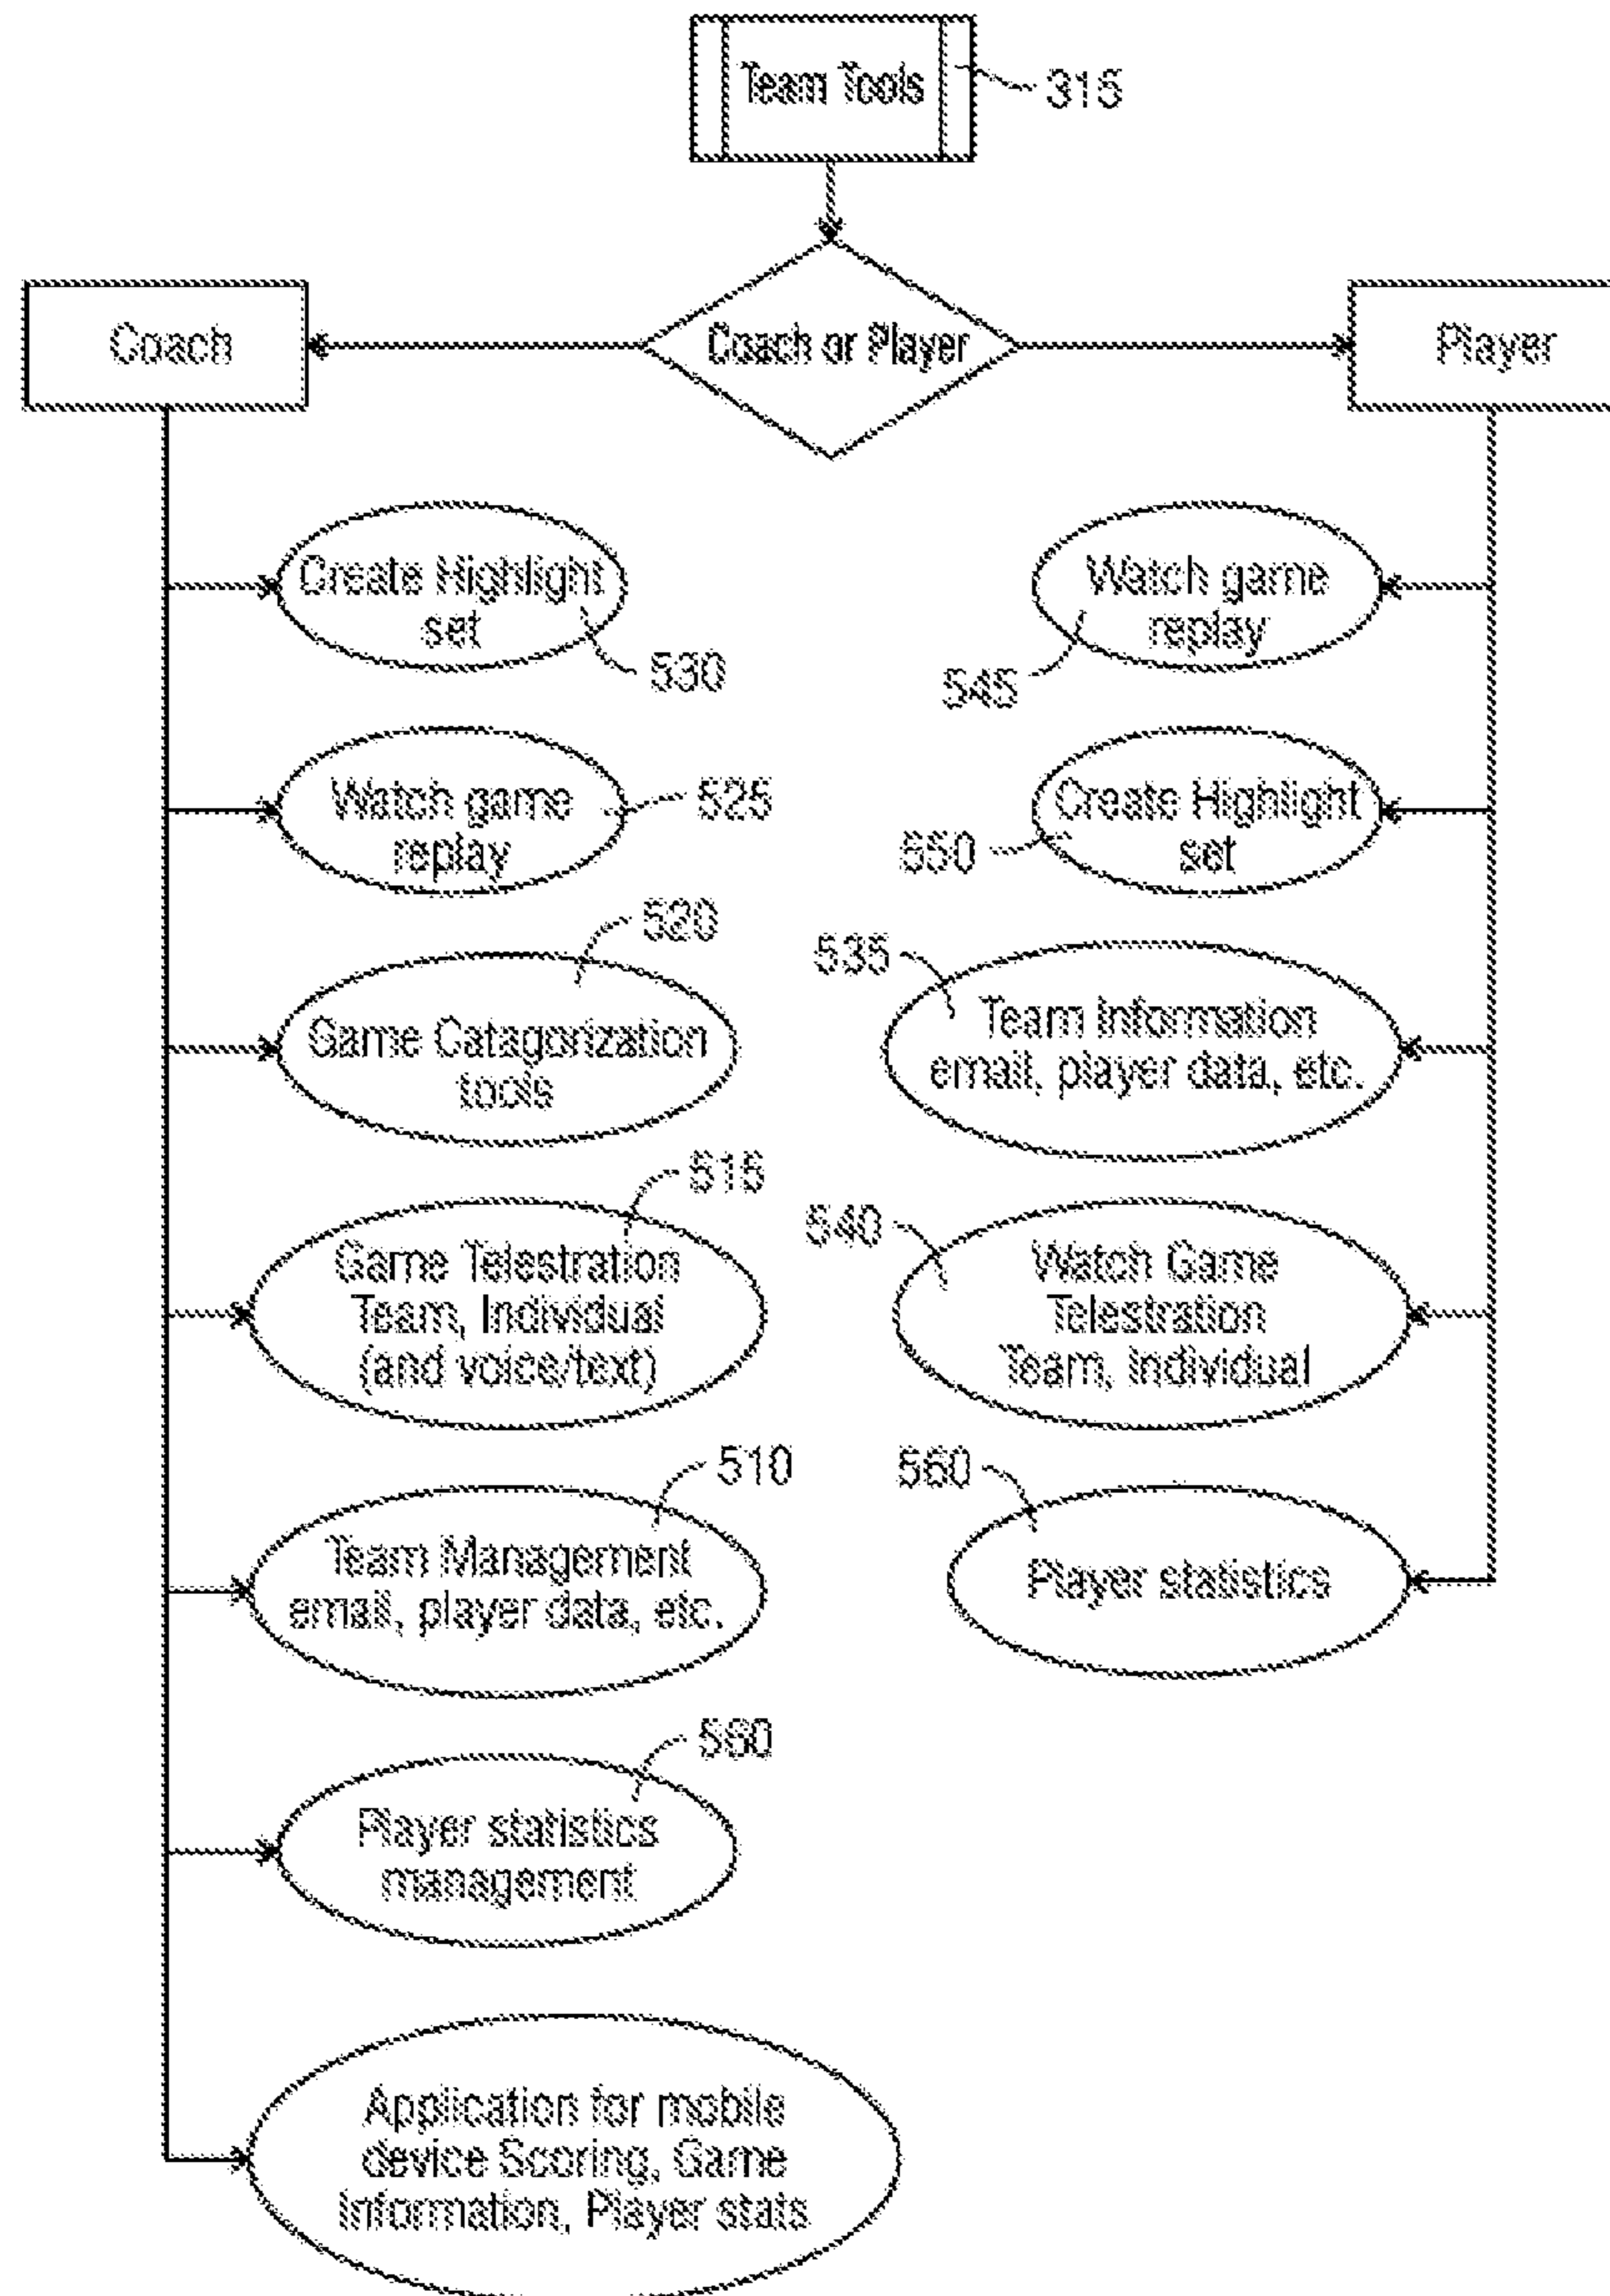 Team Tools
315
Coach
Coach or Player
Player
Create Highlight
set
530
Watch game
replay
545
Watch game
replay
525
Create Highlight
set
550
Game Catagorization
tools
520
Team Information
email, player data, etc.
535
Game Telestration
Team, Individual
(and voice/text)
515
Watch Game
Telestration
Team, Individual
540
Team Management
email, player data, etc.
510
Player statistics
560
Player statistics
management
560
Application for mobile
device Scoring, Game
Information, Player stats